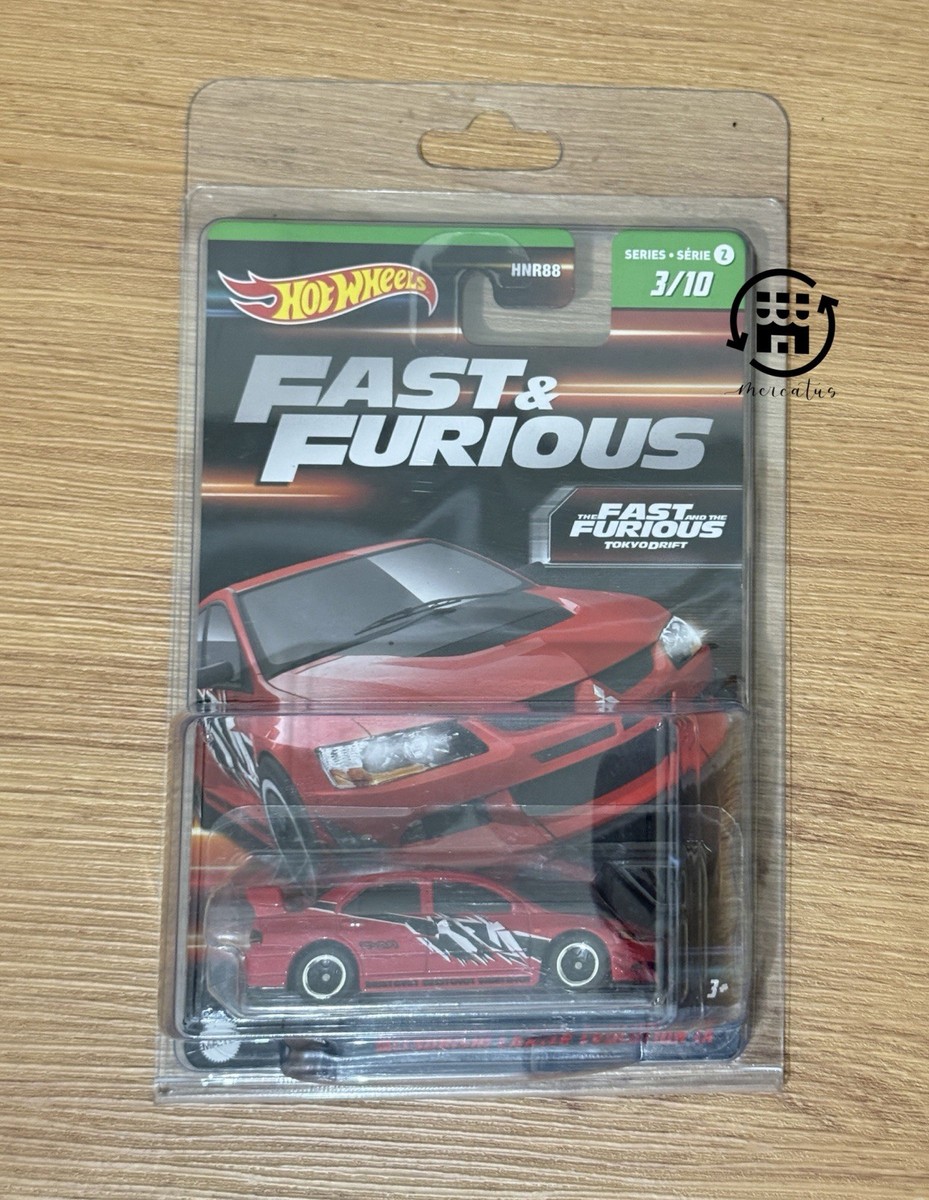 HNR88
SERIES • SÉRIE 2
3/10
HOT WHEELS
mercatus
FAST &
FURIOUS
THE FAST AND THE
FURIOUS
TOKYO DRIFT
3+